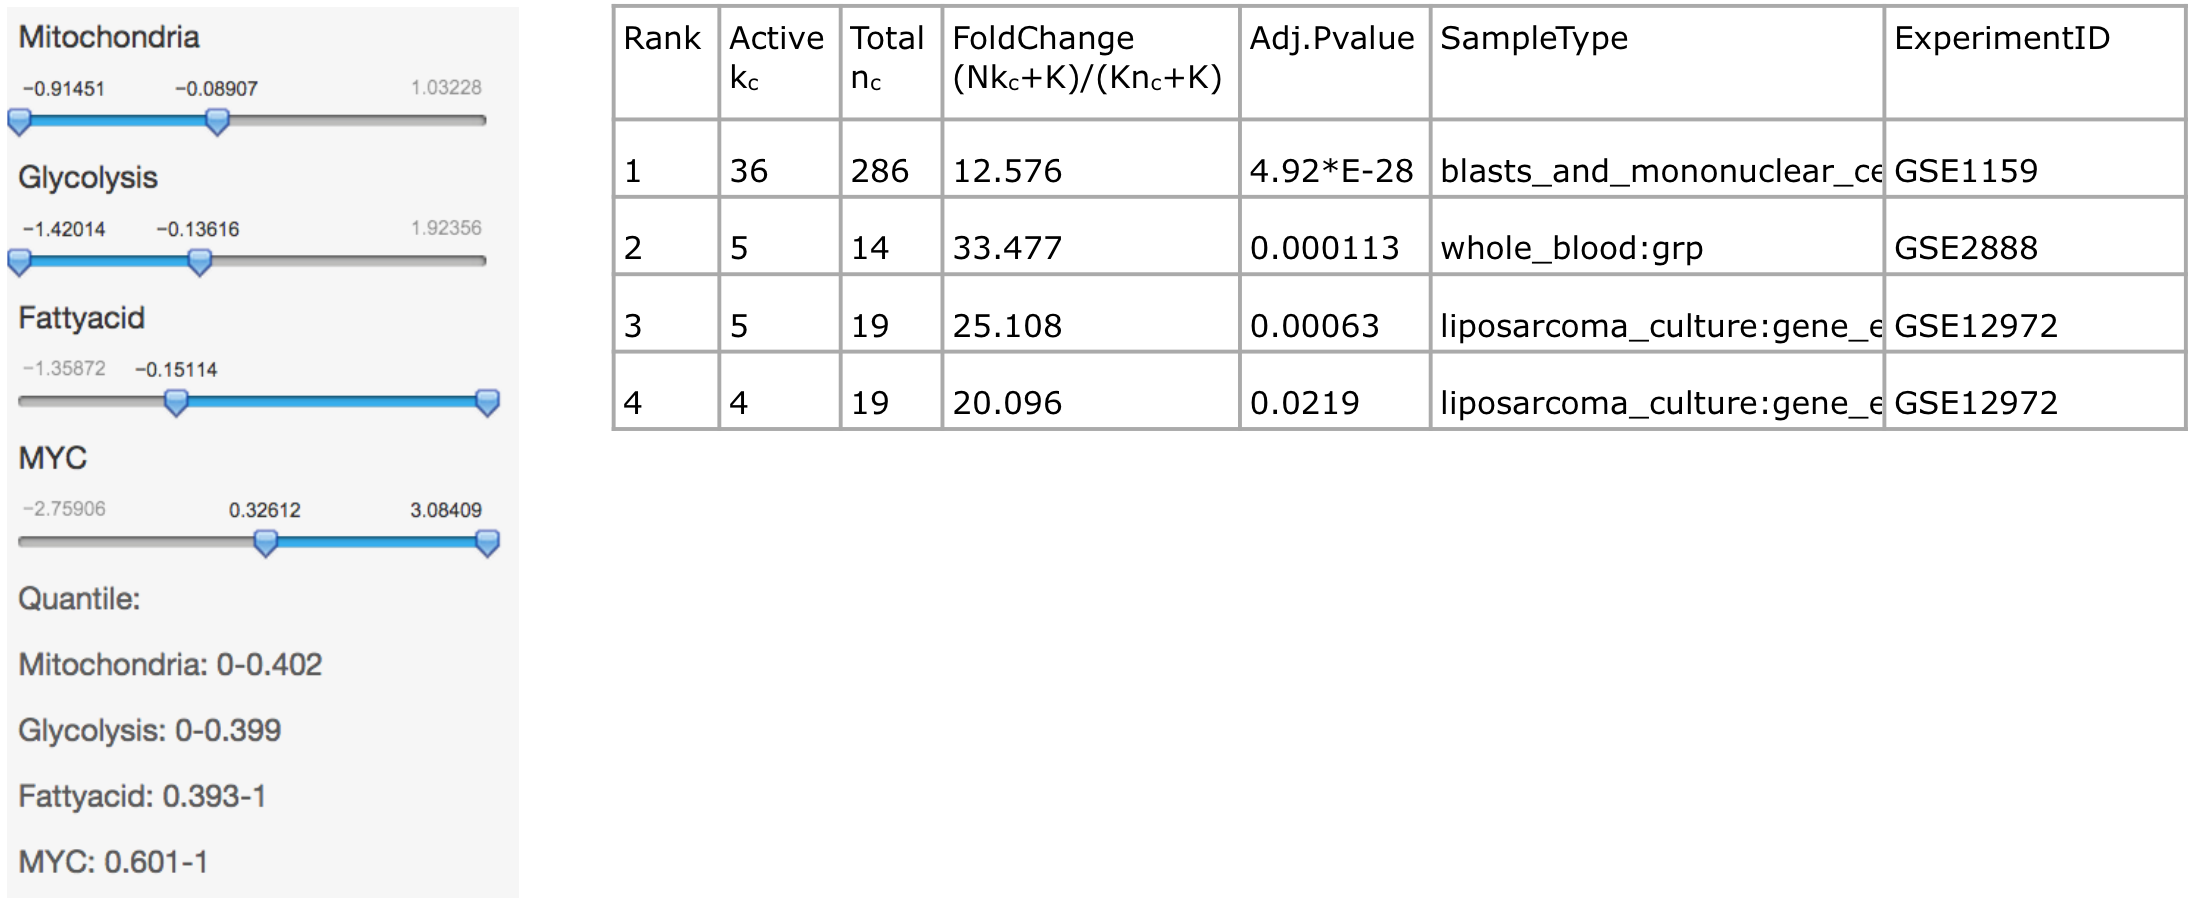 Mitochondria
−0.91451 −0.08907 1.03228
Glycolysis
−1.42014 −0.13616 1.92356
Fattyacid
−1.35872 −0.15114
MYC
−2.75906 0.32612 3.08409
Quantile:
Mitochondria: 0-0.402
Glycolysis: 0-0.399
Fattyacid: 0.393-1
MYC: 0.601-1
Rank Active Total FoldChange Adj.Pvalue SampleType ExperimentID
kc nc (Nkc+K)/(Knc+K)
1 36 286 12.576 4.92*E-28 blasts_and_mononuclear_ce GSE1159
2 5 14 33.477 0.000113 whole_blood:grp GSE2888
3 5 19 25.108 0.00063 liposarcoma_culture:gene_e GSE12972
4 4 19 20.096 0.0219 liposarcoma_culture:gene_e GSE12972